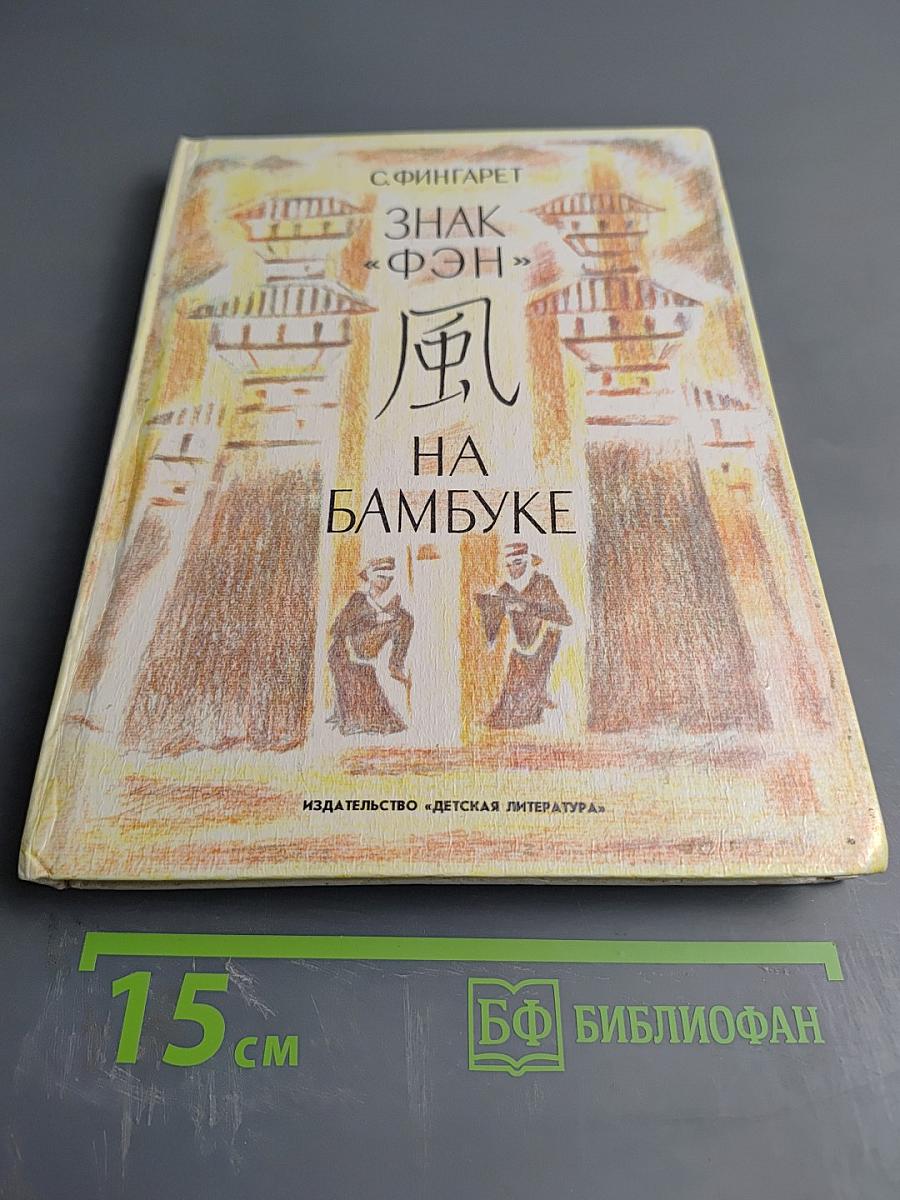 С. ФИНГАРЕТ
ЗНАК
«ФЭН»
風
НА
БАМБУКЕ
ИЗДАТЕЛЬСТВО «ДЕТСКАЯ ЛИТЕРАТУРА»
15 см
БФ БИБЛИОФАН